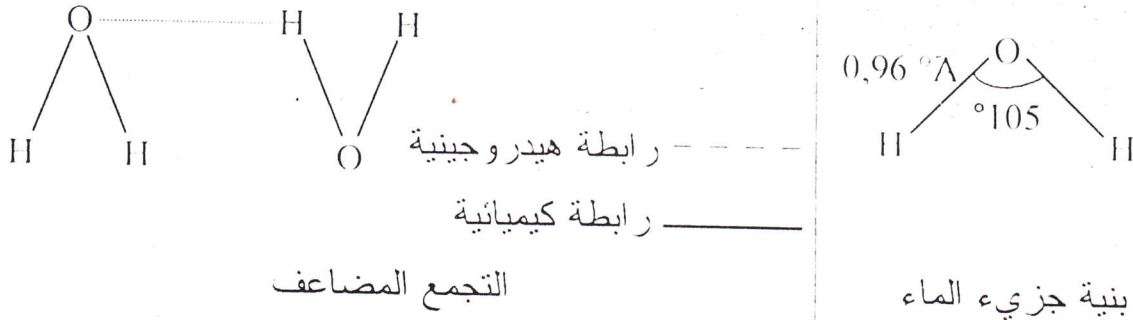 O H H
H H O
رابطة هيدروجينية
رابطة كيميائية
التجمع المضاعف
0,96 °A O
°105
H H
بنية جزيء الماء